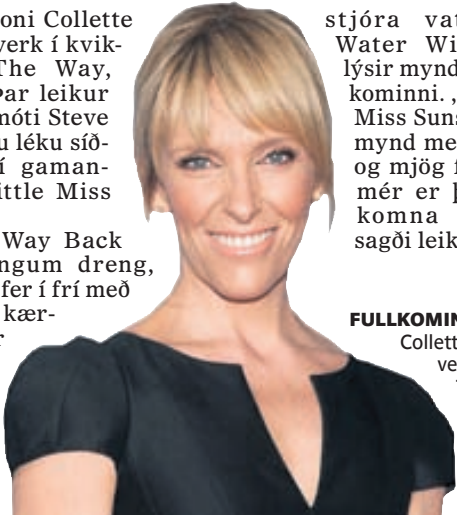 oni Collette
verk í kvik-
The Way,
Þar leikur
móti Steve
u léku síð-
í gaman-
ittle Miss
Way Back
ngum dreng,
fer í frí með
kær-
r
stjóra vat
Water Wi
lýsir mynd
kominni. „
Miss Suns
mynd me
og mjög f
mér er þ
komna
sagði leik
FULLKOMIN
Collett
ve